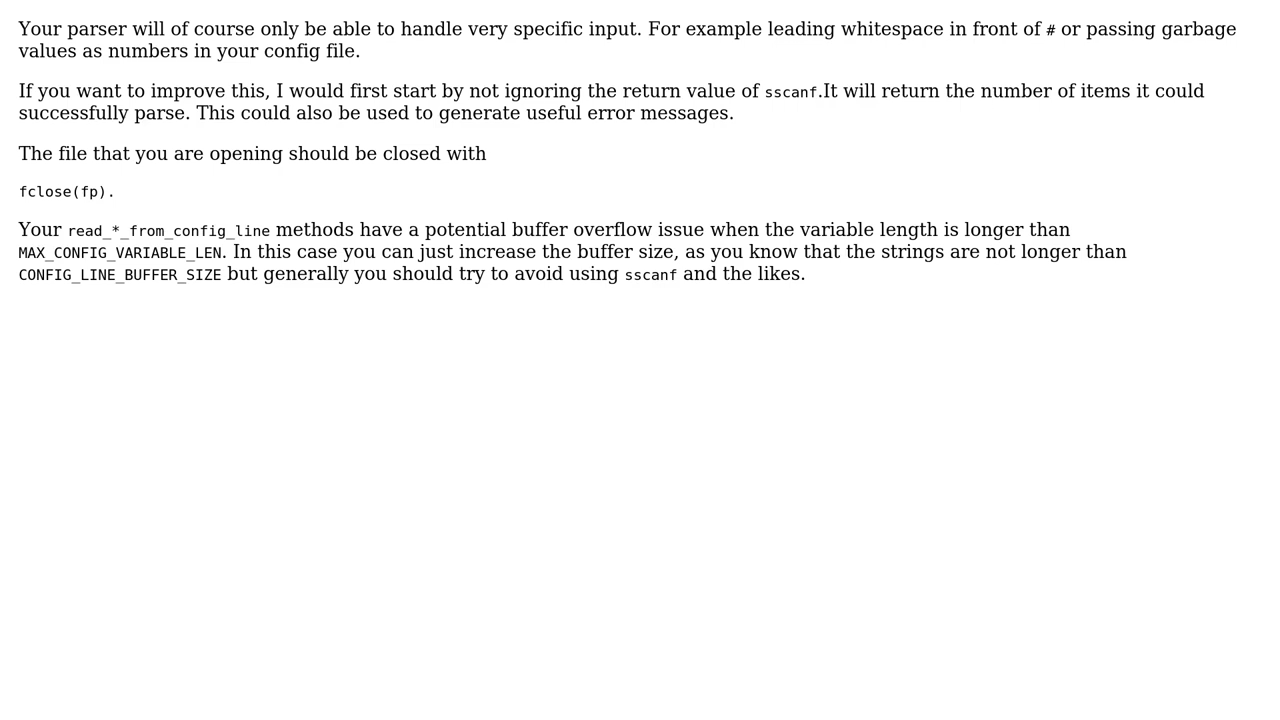 Your parser will of course only be able to handle very specific input. For example leading whitespace in front of # or passing garbage
values as numbers in your config file.
If you want to improve this, I would first start by not ignoring the return value of sscanf.It will return the number of items it could
successfully parse. This could also be used to generate useful error messages.
The file that you are opening should be closed with
fclose(fp).
Your read_*_from_config_line methods have a potential buffer overflow issue when the variable length is longer than
MAX_CONFIG_VARIABLE_LEN. In this case you can just increase the buffer size, as you know that the strings are not longer than
CONFIG_LINE_BUFFER_SIZE but generally you should try to avoid using sscanf and the likes.